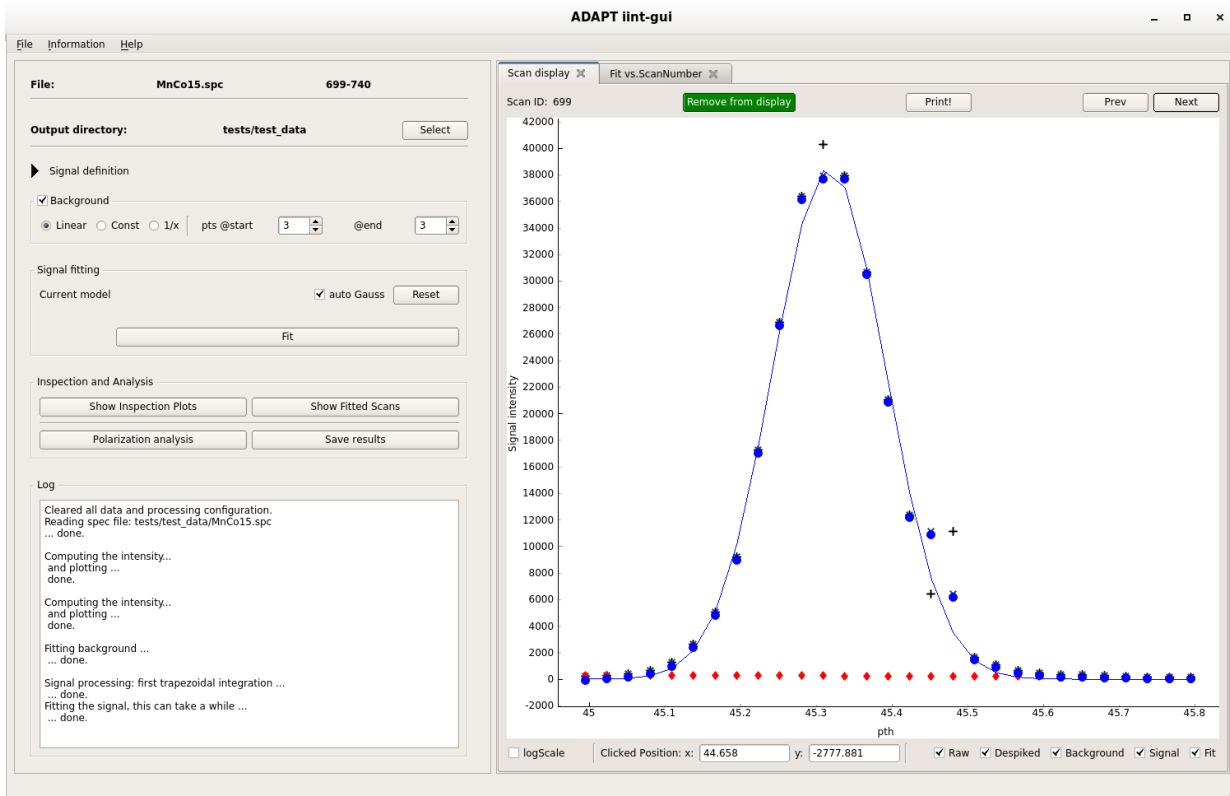 ADAPT iint-gui
File Information Help
File: MnCo15.spc 699-740
Output directory: tests/test_data Select
Signal definition
Background
Linear Const 1/x pts @start 3 @end 3
Signal fitting
Current model auto Gauss Reset
Fit
Inspection and Analysis
Show Inspection Plots Show Fitted Scans
Polarization analysis Save results
Log
Cleared all data and processing configuration.
Reading spec file: tests/test_data/MnCo15.spc
... done.
Computing the intensity...
and plotting ...
done.
Computing the intensity...
and plotting ...
done.
Fitting background ...
... done.
Signal processing: first trapezoidal integration ...
... done.
Fitting the signal, this can take a while ...
... done.
Scan display Fit vs.ScanNumber
Scan ID: 699 Remove from display Print! Prev Next
42000
40000
38000
36000
34000
32000
30000
28000
26000
24000
22000
20000
18000
16000
14000
12000
10000
8000
6000
4000
2000
0
-2000
Signal intensity
45 45.1 45.2 45.3 45.4 45.5 45.6 45.7 45.8
pth
logScale Clicked Position: x: 44.658 y: -2777.881 Raw Despiked Background Signal Fit